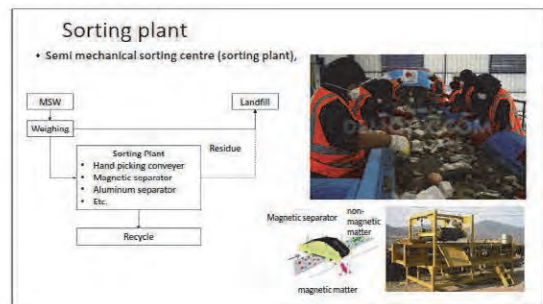 Sorting plant
• Semi mechanical sorting centre (sorting plant),
MSW
Landfill
Weighing
Residue
Sorting Plant
• Hand picking conveyer
• Magnetic separator
• Aluminum separator
• Etc.
Recycle
Magnetic separator
non-
magnetic
matter
magnetic matter